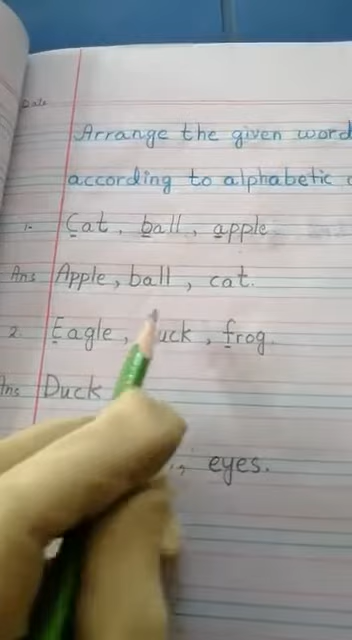 Date
Arrange the given word
according to alphabetic
1. Cat, ball, apple
Ans Apple, ball, cat.
2. Eagle, uck, frog.
Ans Duck
, eyes.